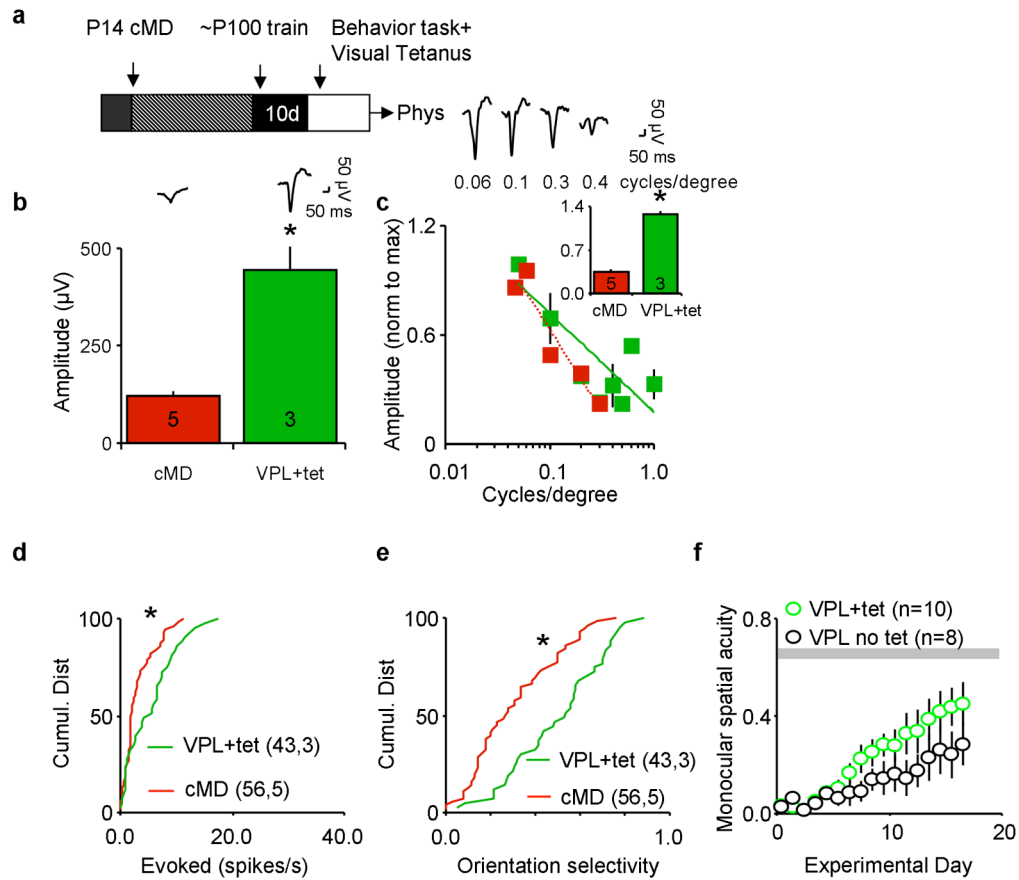 a
P14 cMD
~P100 train
Behavior task+
Visual Tetanus
10d
Phys
50 µV
50 ms
0.06 0.1 0.3 0.4 cycles/degree
b
50 µV
50 ms
*
500
250
0
Amplitude (µV)
5
3
cMD
VPL+tet
c
1.2
0.6
0
Amplitude (norm to max)
0.01
0.1
1.0
Cycles/degree
*
1.4
0.7
0.0
5
3
cMD VPL+tet
d
100
50
0
Cumul. Dist
*
VPL+tet (43,3)
cMD (56,5)
0.0
20.0
40.0
Evoked (spikes/s)
e
100
50
0
Cumul. Dist
*
VPL+tet (43,3)
cMD (56,5)
0.0
1.0
Orientation selectivity
f
VPL+tet (n=10)
VPL no tet (n=8)
0.8
0.4
0.0
Monocular spatial acuity
0
10
20
Experimental Day